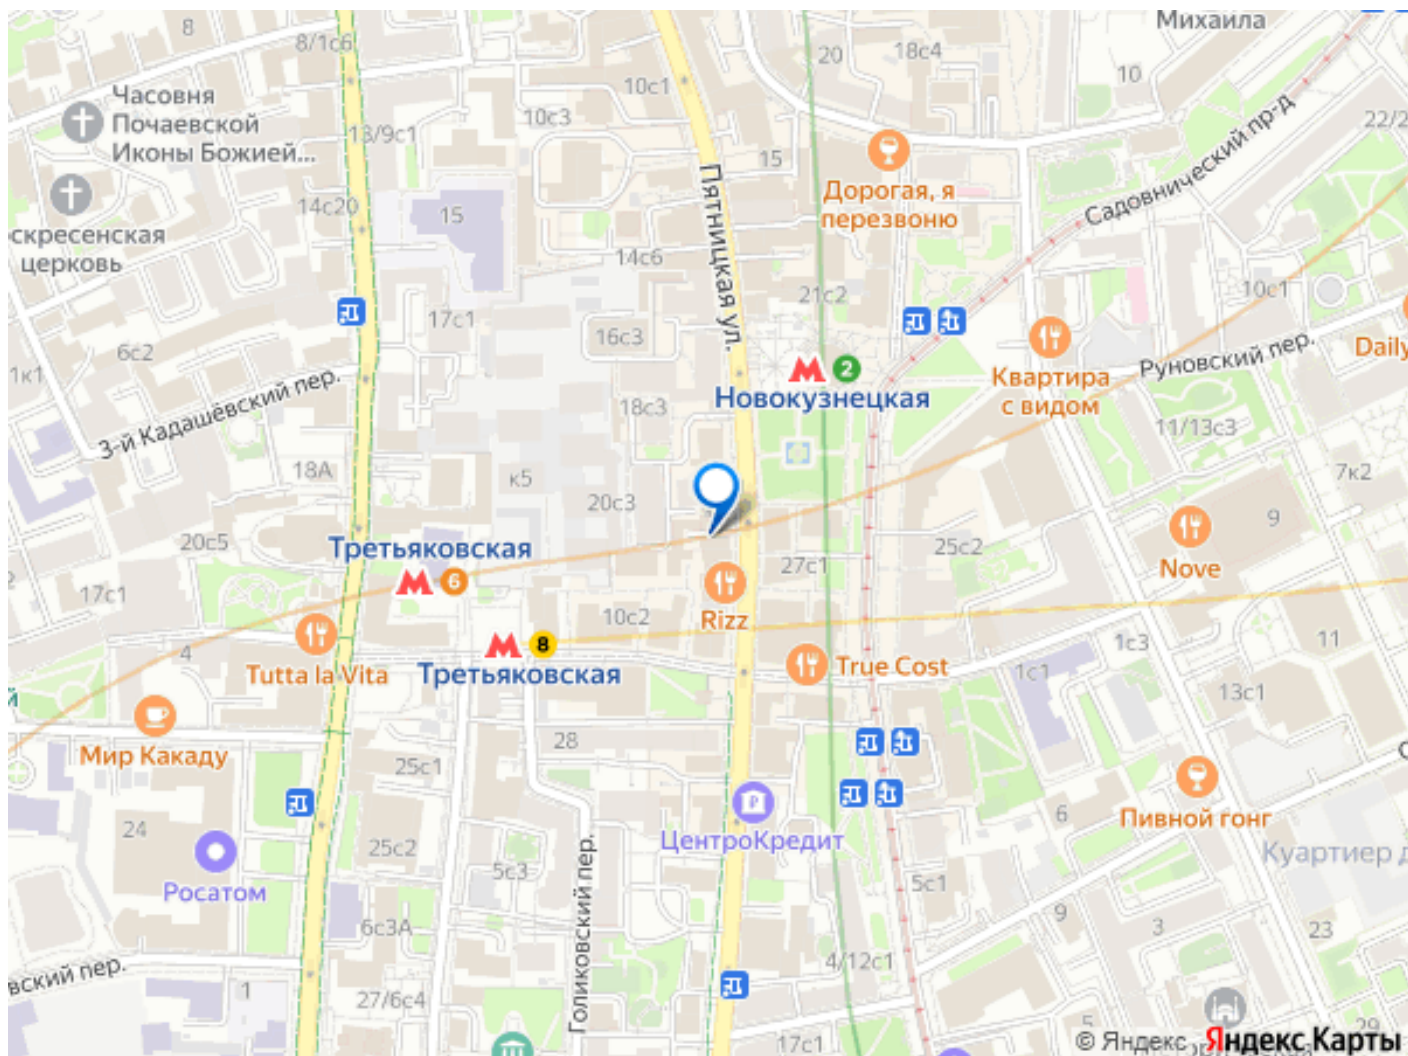 Михаила
8
8/1с6
20
18с4
10
10с1
10с3
22/2
Часовня
Почаевской
Иконы Божией...
13/9с1
15
Садовнический пр-д
Дорогая, я
перезвоню
Пятницкая ул.
14с20
15
скресенская
церковь
14с6
21с2
10с1
17с1
16с3
6с2
1к1
Руновский пер.
Daily
2
Новокузнецкая
Квартира
с видом
3-й Кадашёвский пер.
18с3
11/13с3
18А
к5
20с3
7к2
9
20с5
Третьяковская
6
25с2
27с1
Nove
17с1
10с2
Rizz
8
Третьяковская
4
Tutta la Vita
True Cost
1с3
1с1
11
13с1
й
Мир Какаду
28
25с1
Пивной гонг
6
24
ЦентроКредит
25с2
Росатом
5с3
Куартиер д
5с1
Голиковский пер.
6с3А
9
3
23
вский пер.
4/12с1
1
27/6с4
17с1
5
29
© Яндекс Яндекс Карты